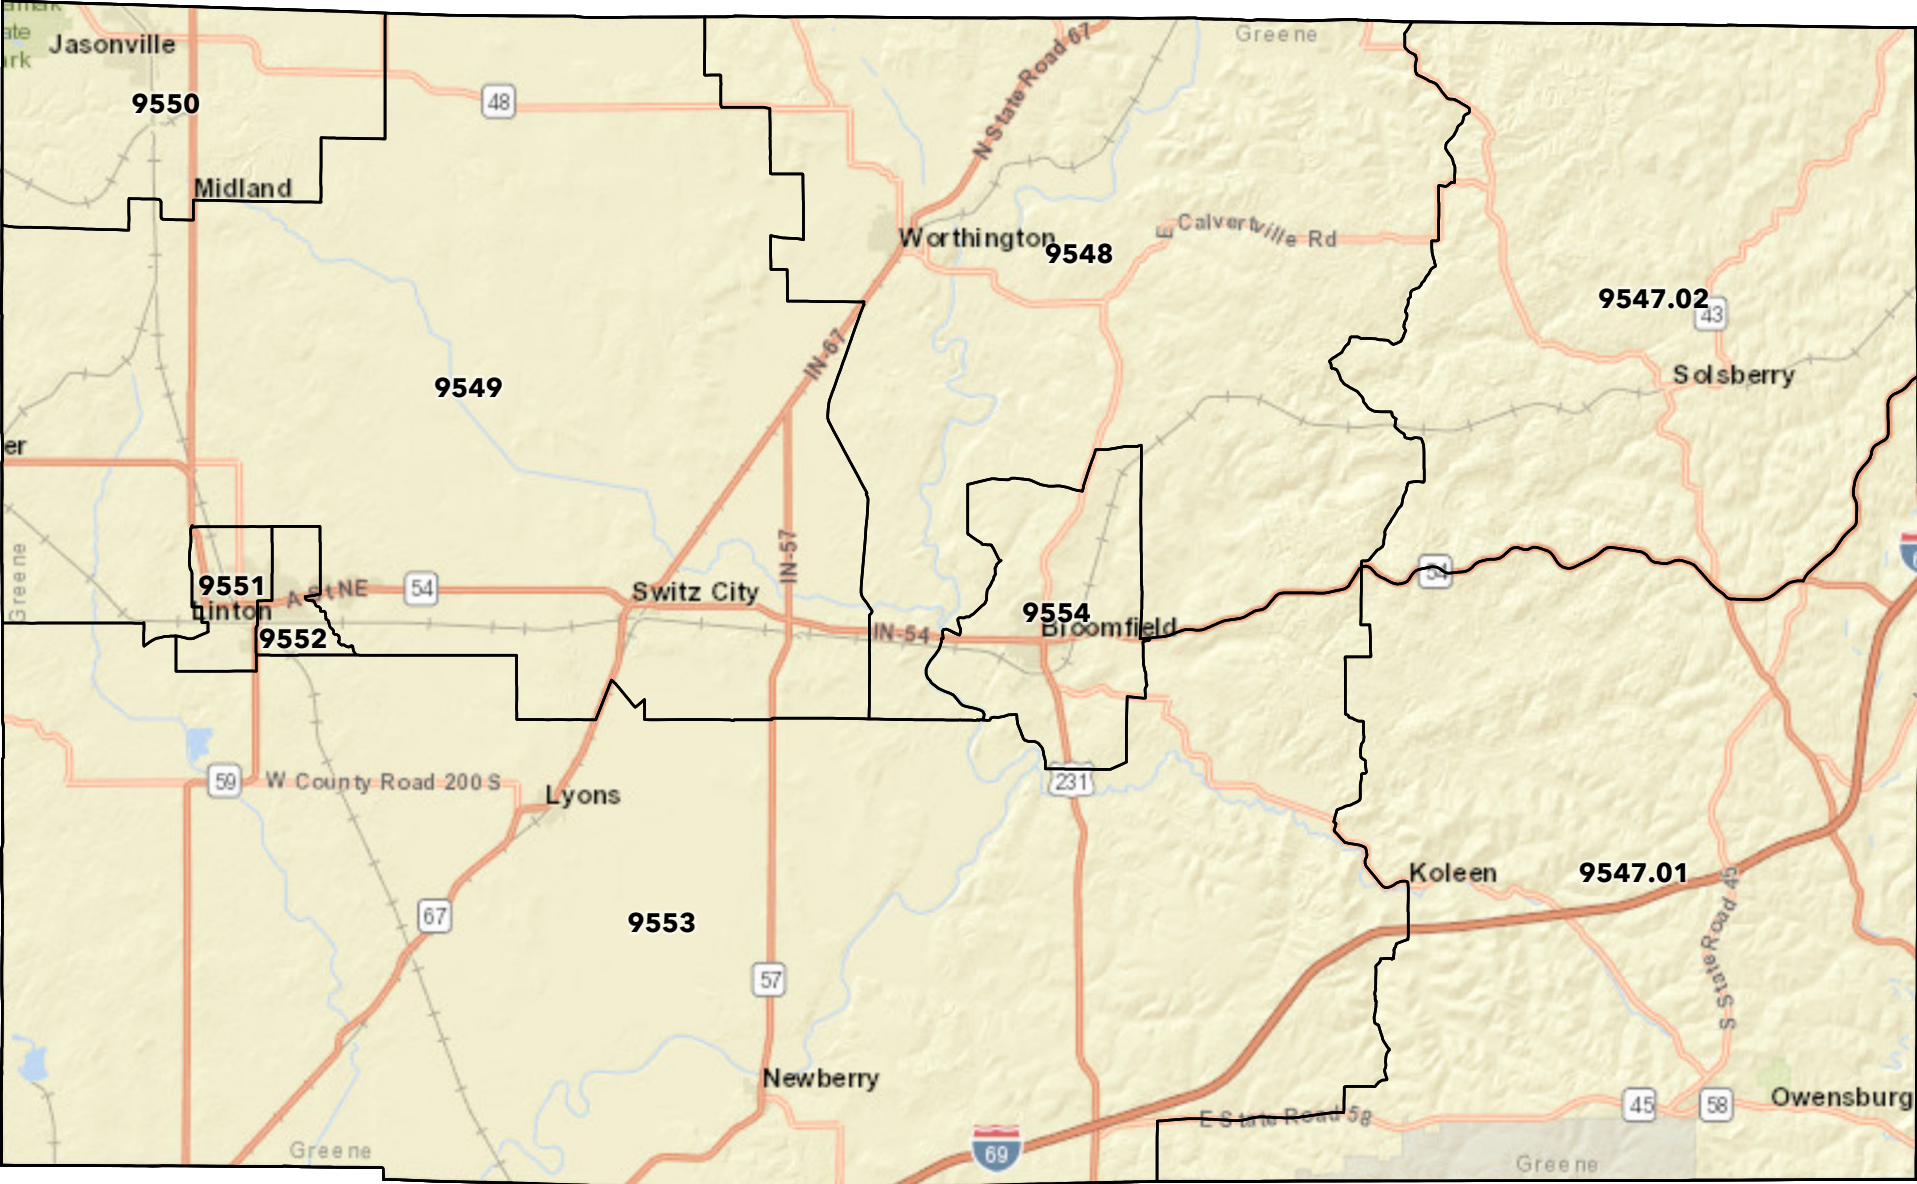 ate
rk
Jasonville
9550
48
N State Road 67
Greene
Midland
Worthington
9548
E Calvertville Rd
9547.02
43
Solsberry
IN-67
9549
er
Greene
9551
Linton
A St NE
54
9552
Switz City
IN-57
IN-54
9554
Bloomfield
54
231
59
W County Road 200 S
Lyons
67
9553
57
Koleen
9547.01
S State Road 45
Newberry
E State Road 58
45
58
Owensburg
69
Greene
Greene